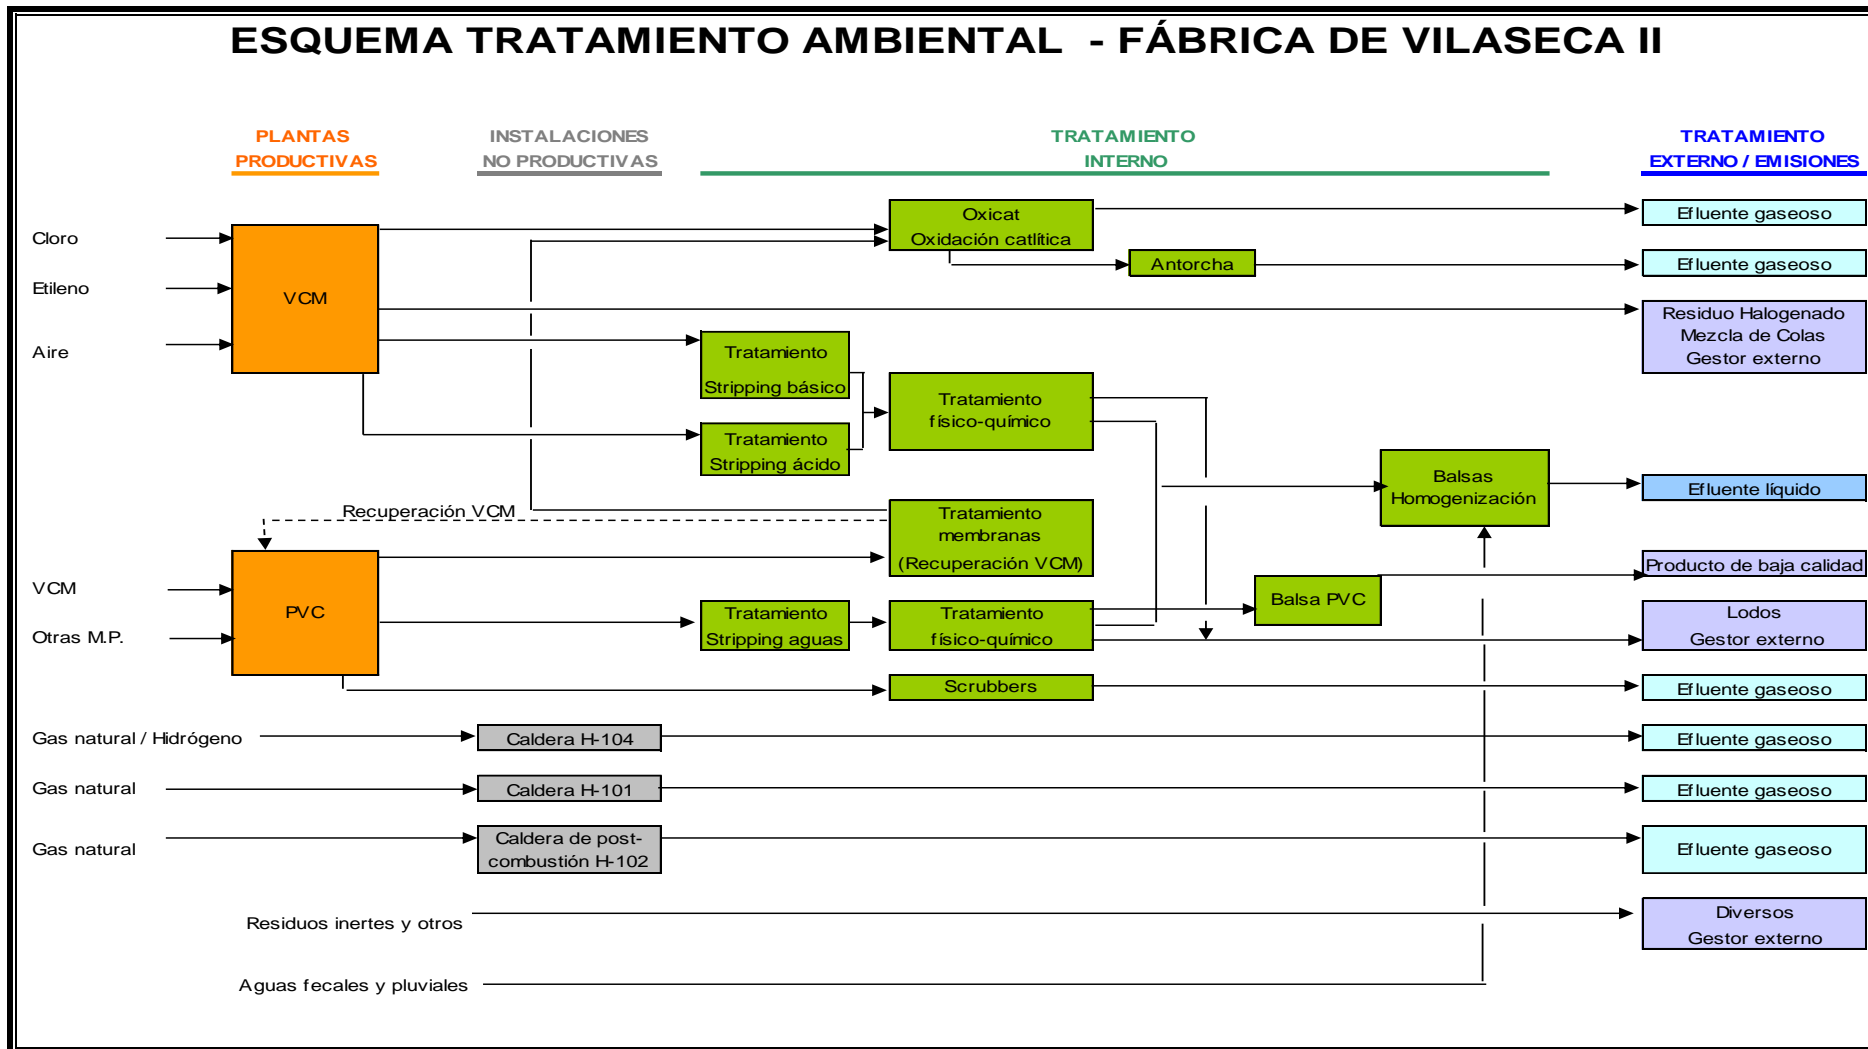 ESQUEMA TRATAMIENTO AMBIENTAL - FÁBRICA DE VILASECA II
PLANTAS
PRODUCTIVAS
INSTALACIONES
NO PRODUCTIVAS
TRATAMIENTO
INTERNO
TRATAMIENTO
EXTERNO / EMISIONES
Cloro
Etileno
Aire
VCM
Oxicat
Oxidación catlítica
Efluente gaseoso
Antorcha
Efluente gaseoso
Residuo Halogenado
Mezcla de Colas
Gestor externo
Tratamiento
Stripping básico
Tratamiento
Stripping ácido
Tratamiento
físico-químico
Balsas
Homogenización
Efluente líquido
Recuperación VCM
Tratamiento
membranas
(Recuperación VCM)
VCM
Otras M.P.
PVC
Tratamiento
Stripping aguas
Tratamiento
físico-químico
Balsa PVC
Producto de baja calidad
Lodos
Gestor externo
Scrubbers
Efluente gaseoso
Gas natural / Hidrógeno
Caldera H-104
Efluente gaseoso
Gas natural
Caldera H-101
Efluente gaseoso
Gas natural
Caldera de post-
combustión H-102
Efluente gaseoso
Residuos inertes y otros
Diversos
Gestor externo
Aguas fecales y pluviales